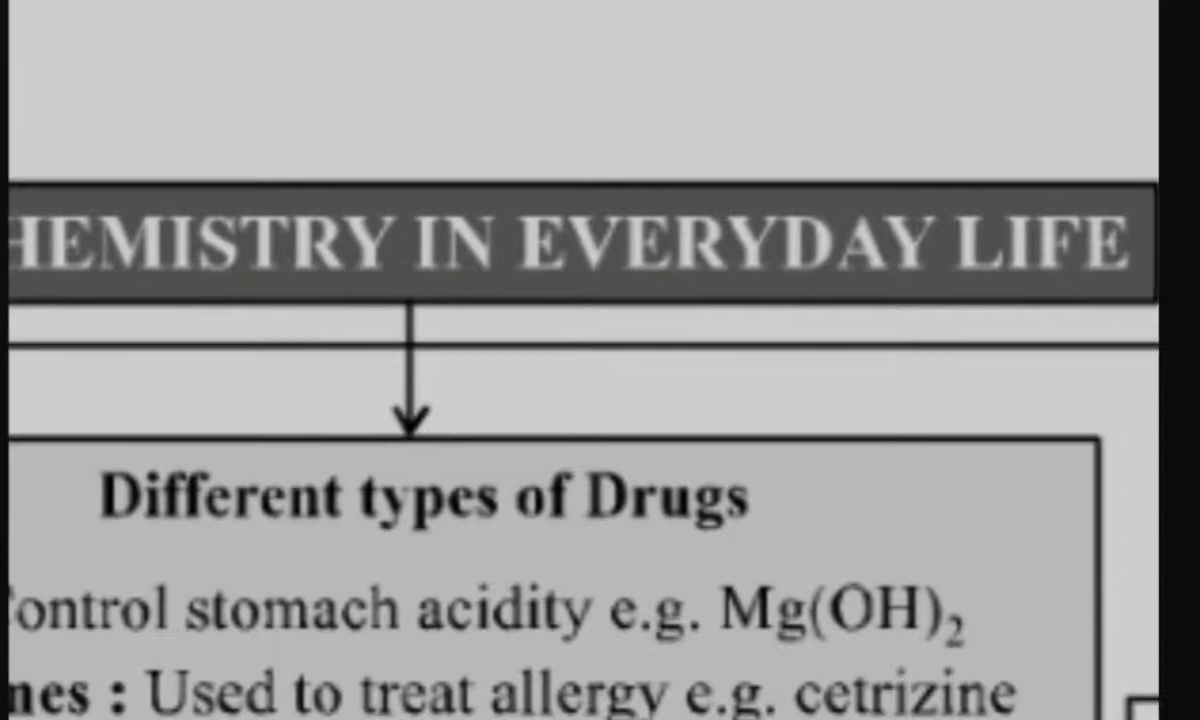 HEMISTRY IN EVERYDAY LIFE
Different types of Drugs
ontrol stomach acidity e.g. Mg(OH)₂
nes : Used to treat allergy e.g. cetrizine